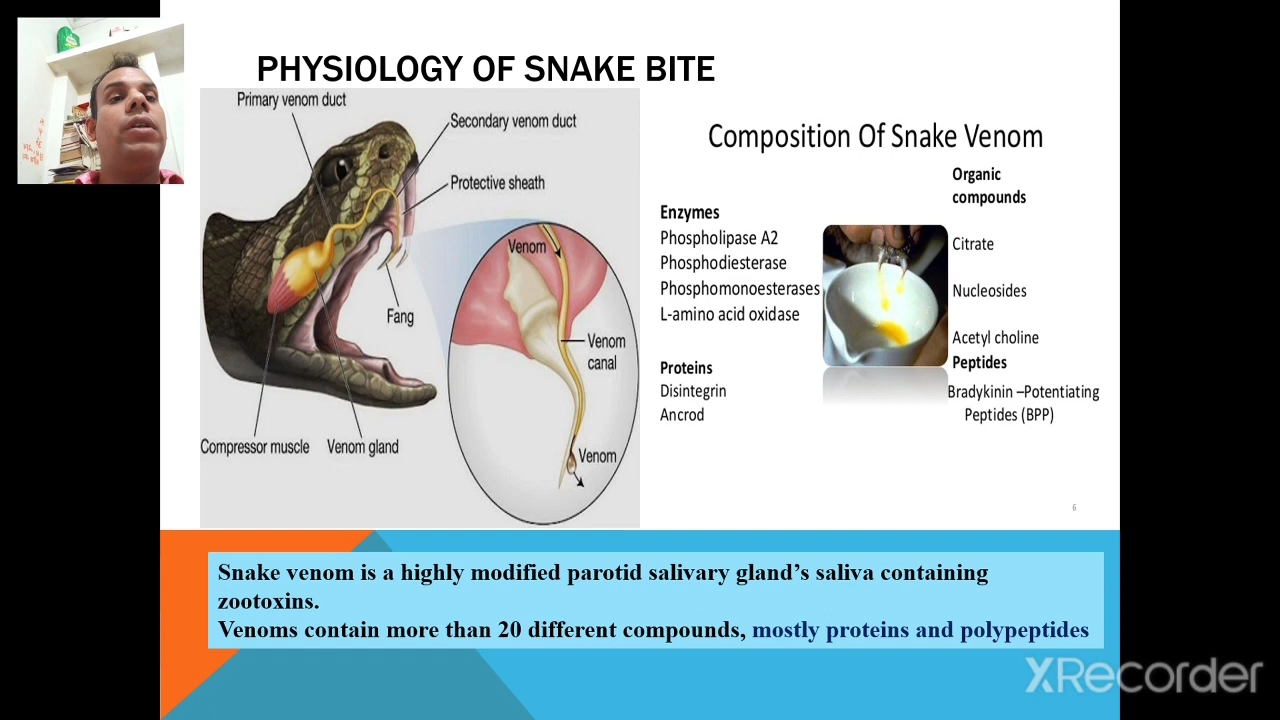 PHYSIOLOGY OF SNAKE BITE
Primary venom duct
Secondary venom duct
Protective sheath
Fang
Compressor muscle
Venom gland
Venom
Venom
canal
Venom
Composition Of Snake Venom
Enzymes
Phospholipase A2
Phosphodiesterase
Phosphomonoesterases
L-amino acid oxidase
Proteins
Disintegrin
Ancrod
Organic
compounds
Citrate
Nucleosides
Acetyl choline
Peptides
Bradykinin –Potentiating
Peptides (BPP)
6
Snake venom is a highly modified parotid salivary gland’s saliva containing
zootoxins.
Venoms contain more than 20 different compounds, mostly proteins and polypeptides
XRecorder